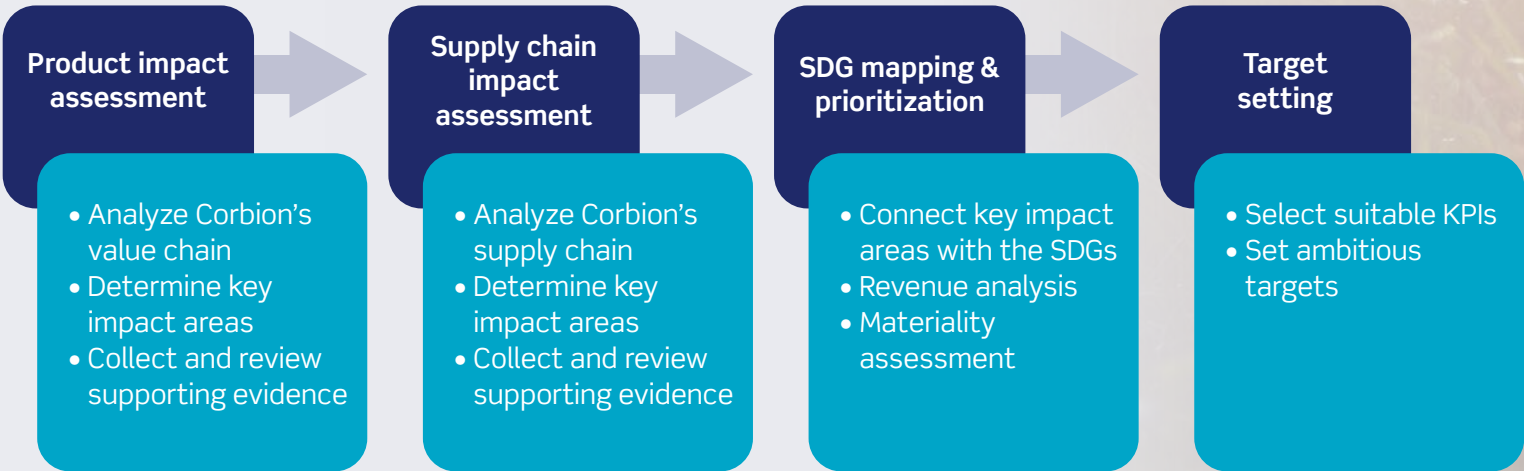 Product impact
assessment
• Analyze Corbion's
value chain
• Determine key
impact areas
• Collect and review
supporting evidence
Supply chain
impact
assessment
• Analyze Corbion's
supply chain
• Determine key
impact areas
• Collect and review
supporting evidence
SDG mapping &
prioritization
• Connect key impact
areas with the SDGs
• Revenue analysis
• Materiality
assessment
Target
setting
• Select suitable KPIs
• Set ambitious
targets